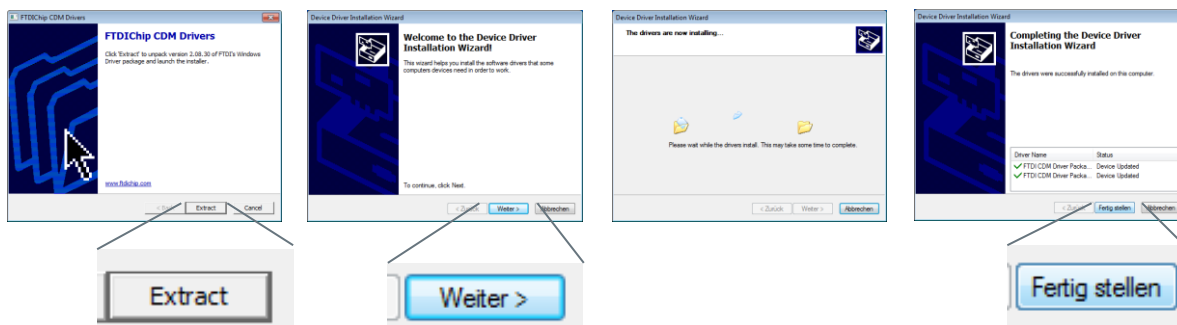 FTDIChip CDM Drivers
FTDIChip CDM Drivers
Click 'Extract' to unpack version 2.08.30 of FTDI's Windows
Driver package and launch the installer.
www.ftdichip.com
Extract
Cancel
Extract
Device Driver Installation Wizard
Welcome to the Device Driver
Installation Wizard!
This wizard helps you install the software drivers that some
computers devices need in order to work.
To continue, click Next.
Weiter >
Abbrechen
Weiter >
Device Driver Installation Wizard
The drivers are now installing...
Please wait while the drivers install. This may take some time to complete.
< Zurück
Weiter >
Abbrechen
Device Driver Installation Wizard
Completing the Device Driver
Installation Wizard
The drivers were successfully installed on this computer.
Driver Name Status
FTDI CDM Driver Packa... Device Updated
FTDI CDM Driver Packa... Device Updated
Fertig stellen
Abbrechen
Fertig stellen